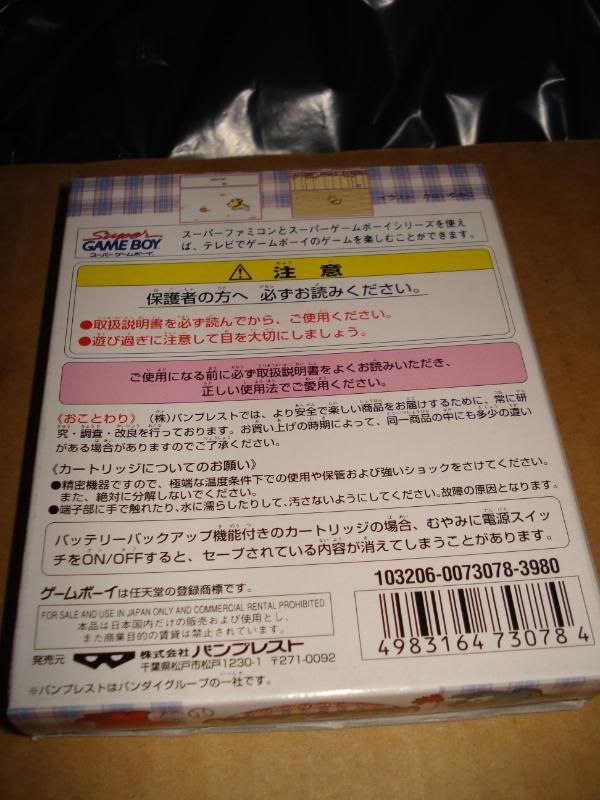 Super
GAME BOY
スーパーゲームボーイ
スーパーファミコンとスーパーゲームボーイシリーズを使え
ば、テレビでゲームボーイのゲームを楽しむことができます。
注意
保護者の方へ 必ずお読みください。
●取扱説明書を必ず読んでから、ご使用ください。
●遊び過ぎに注意して目を大切にしましょう。
ご使用になる前に必ず取扱説明書をよくお読みいただき、
正しい使用法でご愛用ください。
《おことわり》 (株)バンプレストでは、より安全で楽しい商品をお届けするために、常に研
究・調査・改良を行っております。お買い上げの時期によって、同一商品の中にも多少の違い
がある場合がありますのでご了承ください。
《カートリッジについてのお願い》
●精密機器ですので、極端な温度条件下での使用や保管および強いショックをさけてください。
また、絶対に分解しないでください。
●端子部に手で触れたり、水に濡らしたりして、汚さないようにしてください。故障の原因となります。
バッテリーバックアップ機能付きのカートリッジの場合、むやみに電源スイッ
チをON/OFFすると、セーブされている内容が消えてしまうことがあります。
ゲームボーイは任天堂の登録商標です。
103206-0073078-3980
FOR SALE AND USE IN JAPAN ONLY AND COMMERCIAL RENTAL PROHIBITED.
本品は日本国内だけの販売および使用とし、
また商業目的の賃貸は禁止されています。
4983164 730784
発売元 株式会社バンプレスト
千葉県松戸市松戸1230-1 〒271-0092
※バンプレストはバンダイグループの一社です。